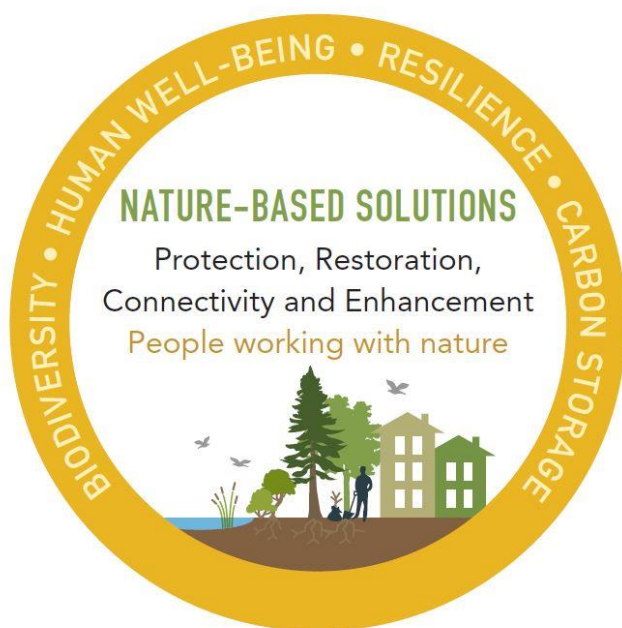 BIODIVERSITY • HUMAN WELL-BEING • RESILIENCE • CARBON STORAGE
NATURE-BASED SOLUTIONS
Protection, Restoration,
Connectivity and Enhancement
People working with nature